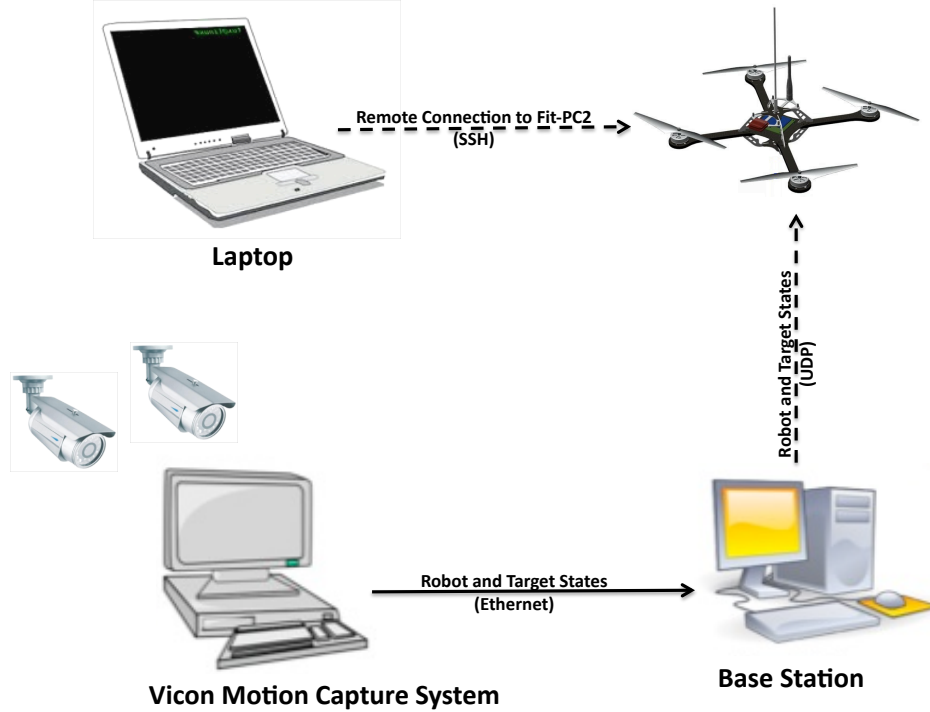 Remote Connection to Fit-PC2
(SSH)
Laptop
Robot and Target States
(UDP)
Robot and Target States
(Ethernet)
Base Station
Vicon Motion Capture System